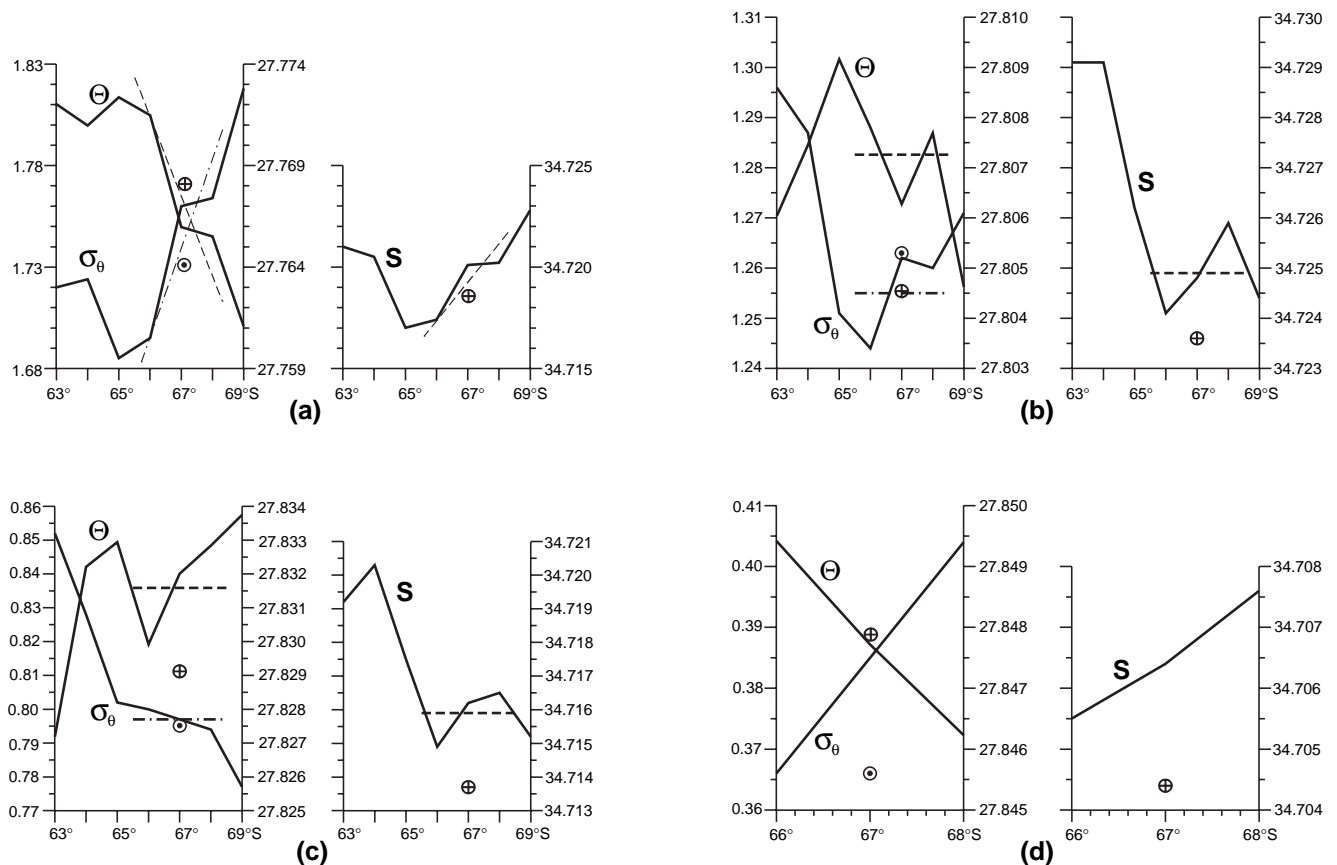 1.83 27.774
Θ
1.78 27.769 34.725
σθ S
1.73 27.764 34.720
1.68 27.759 34.715
63° 65° 67° 69°S 63° 65° 67° 69°S
(a)
1.31 27.810 34.730
1.30 Θ 27.809 34.729
1.29 27.808 34.728
1.28 27.807 S 34.727
1.27 27.806 34.726
1.26 27.805 34.725
1.25 σθ 27.804 34.724
1.24 27.803 34.723
63° 65° 67° 69°S 63° 65° 67° 69°S
(b)
0.86 27.834
0.85 Θ 27.833 34.721
0.84 27.832 34.720
0.83 27.831 S 34.719
0.82 27.830 34.718
0.81 27.829 34.717
0.80 σθ 27.828 34.716
0.79 27.827 34.715
0.78 27.826 34.714
0.77 27.825 34.713
63° 65° 67° 69°S 63° 65° 67° 69°S
(c)
0.41 27.850
0.40 Θ 27.849 34.708
0.39 27.848 34.707
0.38 27.847 S 34.706
0.37 σθ 27.846 34.705
0.36 27.845 34.704
66° 67° 68°S 66° 67° 68°S
(d)